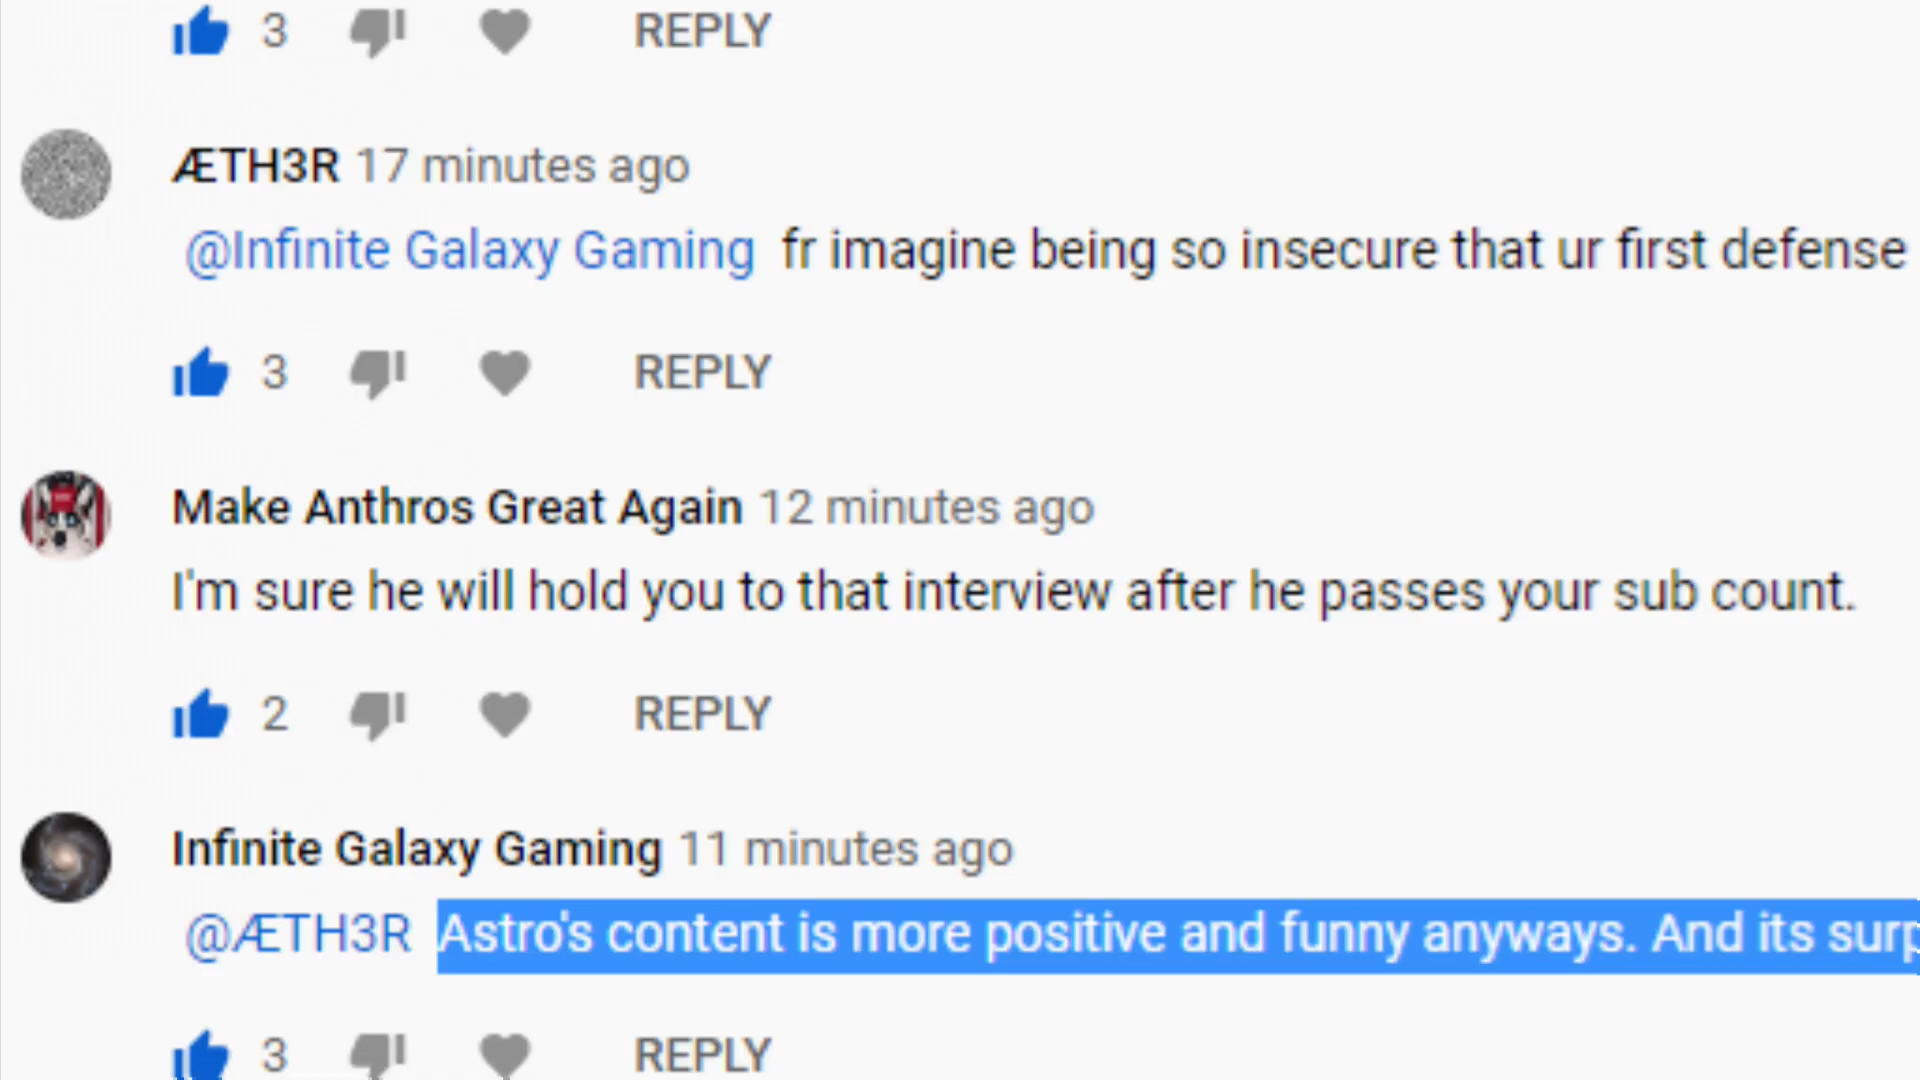 3 REPLY
ÆTH3R 17 minutes ago
@Infinite Galaxy Gaming fr imagine being so insecure that ur first defense
3 REPLY
Make Anthros Great Again 12 minutes ago
I'm sure he will hold you to that interview after he passes your sub count.
2 REPLY
Infinite Galaxy Gaming 11 minutes ago
@ÆTH3R Astro's content is more positive and funny anyways. And its surp
3 REPLY